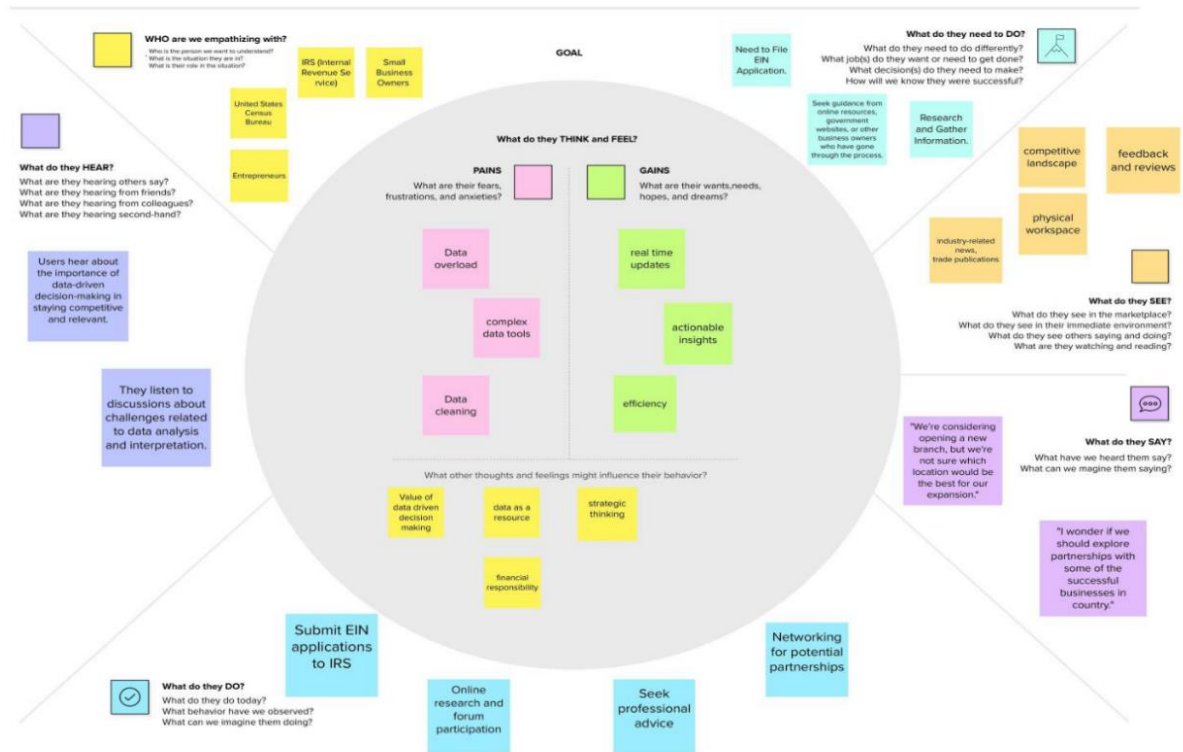 WHO are we empathizing with?
Who is the person we want to understand?
What is the situation they are in?
What is their role in the situation?
IRS (Internal
Revenue Se
rvice)
Small
Business
Owners
United States
Census
Bureau
Entrepreneurs
GOAL
Need to File
EIN
Application.
What do they need to DO?
What do they need to do differently?
What job(s) do they want or need to get done?
What decision(s) do they need to make?
How will we know they were successful?
Seek guidance from
online resources,
government
websites, or other
business owners
who have gone
through the process.
Research
and Gather
Information.
What do they HEAR?
What are they hearing others say?
What are they hearing from friends?
What are they hearing from colleagues?
What are they hearing second-hand?
Users hear about
the importance of
data-driven
decision-making in
staying competitive
and relevant.
They listen to
discussions about
challenges related
to data analysis
and interpretation.
What do they THINK and FEEL?
PAINS
What are their fears,
frustrations, and anxieties?
Data
overload
complex
data tools
Data
cleaning
GAINS
What are their wants,needs,
hopes, and dreams?
real time
updates
actionable
insights
efficiency
What other thoughts and feelings might influence their behavior?
Value of
data driven
decision
making
data as a
resource
strategic
thinking
financial
responsibility
competitive
landscape
feedback
and reviews
physical
workspace
industry-related
news,
trade publications
What do they SEE?
What do they see in the marketplace?
What do they see in their immediate environment?
What do they see others saying and doing?
What are they watching and reading?
What do they SAY?
What have we heard them say?
What can we magine them saying?
"We're considering
opening a new
branch, but we're
not sure which
location would be
the best for our
expansion."
"I wonder if we
should explore
partnerships with
some of the
successful
businesses in
country."
What do they DO?
What do they do today?
What behavior have we observed?
What can we imagine them doing?
Submit EIN
applications
to IRS
Online
research and
forum
participation
Seek
professional
advice
Networking
for potential
partnerships